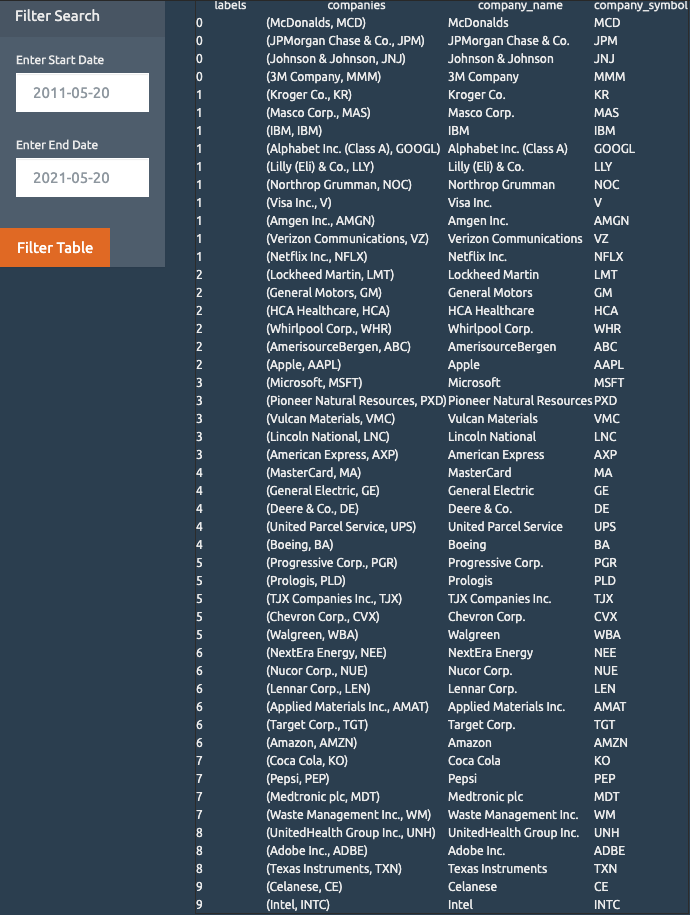 Filter Search
Enter Start Date
2011-05-20
Enter End Date
2021-05-20
Filter Table
labels companies company_name company_symbol
0 (McDonalds, MCD) McDonalds MCD
0 (JPMorgan Chase & Co., JPM) JPMorgan Chase & Co. JPM
0 (Johnson & Johnson, JNJ) Johnson & Johnson JNJ
0 (3M Company, MMM) 3M Company MMM
1 (Kroger Co., KR) Kroger Co. KR
1 (Masco Corp., MAS) Masco Corp. MAS
1 (IBM, IBM) IBM IBM
1 (Alphabet Inc. (Class A), GOOGL) Alphabet Inc. (Class A) GOOGL
1 (Lilly (Eli) & Co., LLY) Lilly (Eli) & Co. LLY
1 (Northrop Grumman, NOC) Northrop Grumman NOC
1 (Visa Inc., V) Visa Inc. V
1 (Amgen Inc., AMGN) Amgen Inc. AMGN
1 (Verizon Communications, VZ) Verizon Communications VZ
1 (Netflix Inc., NFLX) Netflix Inc. NFLX
2 (Lockheed Martin, LMT) Lockheed Martin LMT
2 (General Motors, GM) General Motors GM
2 (HCA Healthcare, HCA) HCA Healthcare HCA
2 (Whirlpool Corp., WHR) Whirlpool Corp. WHR
2 (AmerisourceBergen, ABC) AmerisourceBergen ABC
2 (Apple, AAPL) Apple AAPL
3 (Microsoft, MSFT) Microsoft MSFT
3 (Pioneer Natural Resources, PXD) Pioneer Natural Resources PXD
3 (Vulcan Materials, VMC) Vulcan Materials VMC
3 (Lincoln National, LNC) Lincoln National LNC
3 (American Express, AXP) American Express AXP
4 (MasterCard, MA) MasterCard MA
4 (General Electric, GE) General Electric GE
4 (Deere & Co., DE) Deere & Co. DE
4 (United Parcel Service, UPS) United Parcel Service UPS
4 (Boeing, BA) Boeing BA
5 (Progressive Corp., PGR) Progressive Corp. PGR
5 (Prologis, PLD) Prologis PLD
5 (TJX Companies Inc., TJX) TJX Companies Inc. TJX
5 (Chevron Corp., CVX) Chevron Corp. CVX
5 (Walgreen, WBA) Walgreen WBA
6 (NextEra Energy, NEE) NextEra Energy NEE
6 (Nucor Corp., NUE) Nucor Corp. NUE
6 (Lennar Corp., LEN) Lennar Corp. LEN
6 (Applied Materials Inc., AMAT) Applied Materials Inc. AMAT
6 (Target Corp., TGT) Target Corp. TGT
6 (Amazon, AMZN) Amazon AMZN
7 (Coca Cola, KO) Coca Cola KO
7 (Pepsi, PEP) Pepsi PEP
7 (Medtronic plc, MDT) Medtronic plc MDT
7 (Waste Management Inc., WM) Waste Management Inc. WM
8 (UnitedHealth Group Inc., UNH) UnitedHealth Group Inc. UNH
8 (Adobe Inc., ADBE) Adobe Inc. ADBE
8 (Texas Instruments, TXN) Texas Instruments TXN
9 (Celanese, CE) Celanese CE
9 (Intel, INTC) Intel INTC